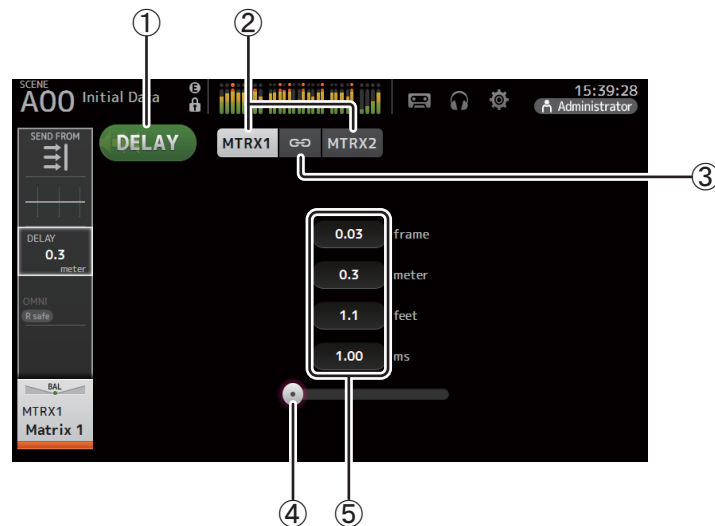 ① ②
SCENE
A00 Initial Data E
15:39:28
Administrator
SEND FROM
DELAY
MTRX1 MTRX2
③
DELAY
0.3
meter
0.03 frame
0.3 meter
1.1 feet
1.00 ms
OMNI
R safe
BAL
MTRX1
Matrix 1
④ ⑤